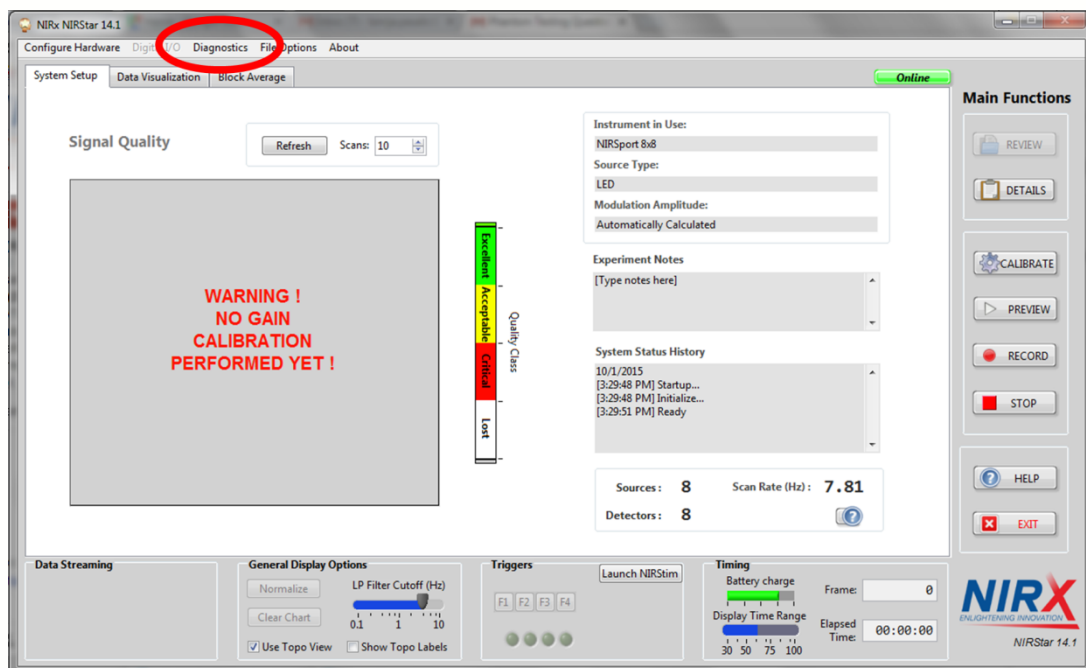 NIRx NIRStar 14.1
Configure Hardware Digit I/O Diagnostics File Options About
System Setup Data Visualization Block Average
Online
Main Functions
Signal Quality
Refresh Scans: 10
WARNING !
NO GAIN
CALIBRATION
PERFORMED YET !
Excellent
Acceptable
Critical
Lost
Quality Class
Instrument in Use:
NIRSport 8x8
Source Type:
LED
Modulation Amplitude:
Automatically Calculated
Experiment Notes
[Type notes here]
System Status History
10/1/2015
[3:29:48 PM] Startup...
[3:29:48 PM] Initialize...
[3:29:51 PM] Ready
Sources: 8 Scan Rate (Hz): 7.81
Detectors: 8
REVIEW
DETAILS
CALIBRATE
PREVIEW
RECORD
STOP
HELP
EXIT
Data Streaming
General Display Options
Normalize
Clear Chart
LP Filter Cutoff (Hz)
0.1 1 10
Use Topo View Show Topo Labels
Triggers
Launch NIRStim
F1 F2 F3 F4
Timing
Battery charge
Display Time Range
30 50 75 100
Frame: 0
Elapsed
Time: 00:00:00
NIRX
ENLIGHTENING INNOVATION
NIRStar 14.1